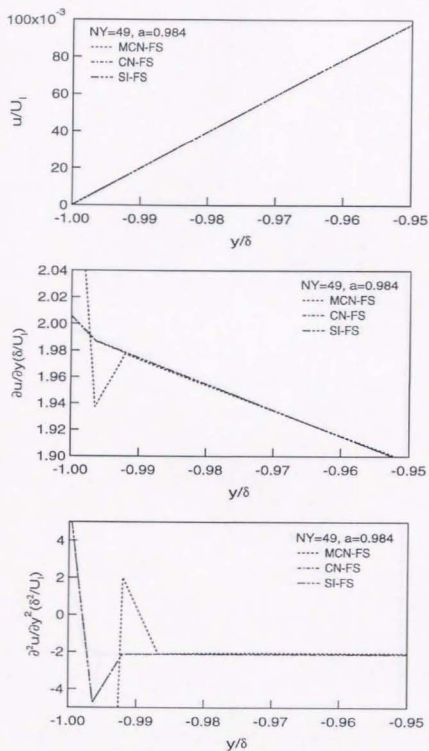 100x10⁻³
80
60
40
20
0
u/U_l
NY=49, a=0.984
MCN-FS
CN-FS
SI-FS
-1.00 -0.99 -0.98 -0.97 -0.96 -0.95
y/δ
2.04
2.02
2.00
1.98
1.96
1.94
1.92
1.90
∂u/∂y(δ/U_l)
NY=49, a=0.984
MCN-FS
CN-FS
SI-FS
-1.00 -0.99 -0.98 -0.97 -0.96 -0.95
y/δ
4
2
0
-2
-4
∂²u/∂y²(δ²/U_l)
NY=49, a=0.984
MCN-FS
CN-FS
SI-FS
-1.00 -0.99 -0.98 -0.97 -0.96 -0.95
y/δ